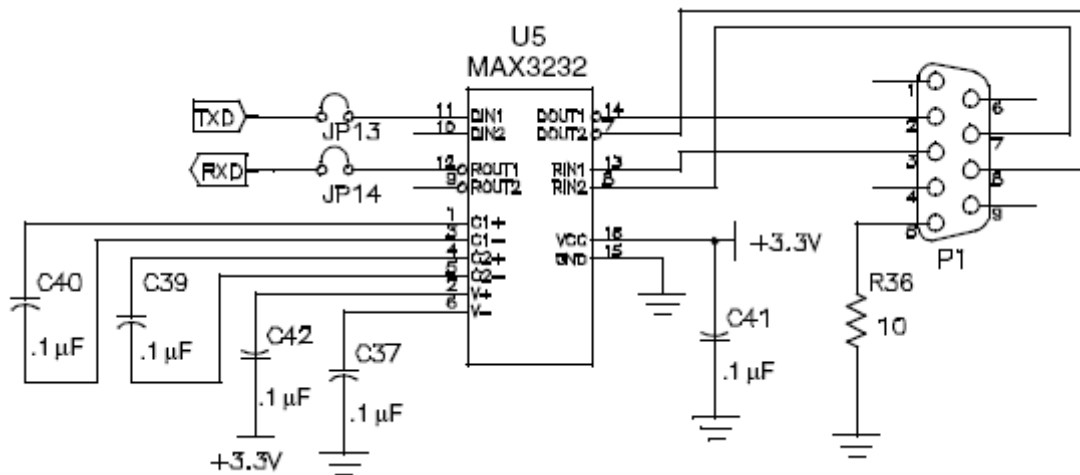 U5
MAX3232
TXD
JP13
RXD
JP14
11 DIN1
10 DIN2
12 ROUT1
9 ROUT2
1 C1+
3 C1-
4 C2+
5 C2-
2 V+
6 V-
DOUT1 14
DOUT2 7
RIN1 13
RIN2 8
VCC 16
GND 15
+3.3V
1
2
3
4
5
6
7
8
9
P1
C40
.1 µF
C39
.1 µF
C42
.1 µF
+3.3V
C37
.1 µF
C41
.1 µF
R36
10